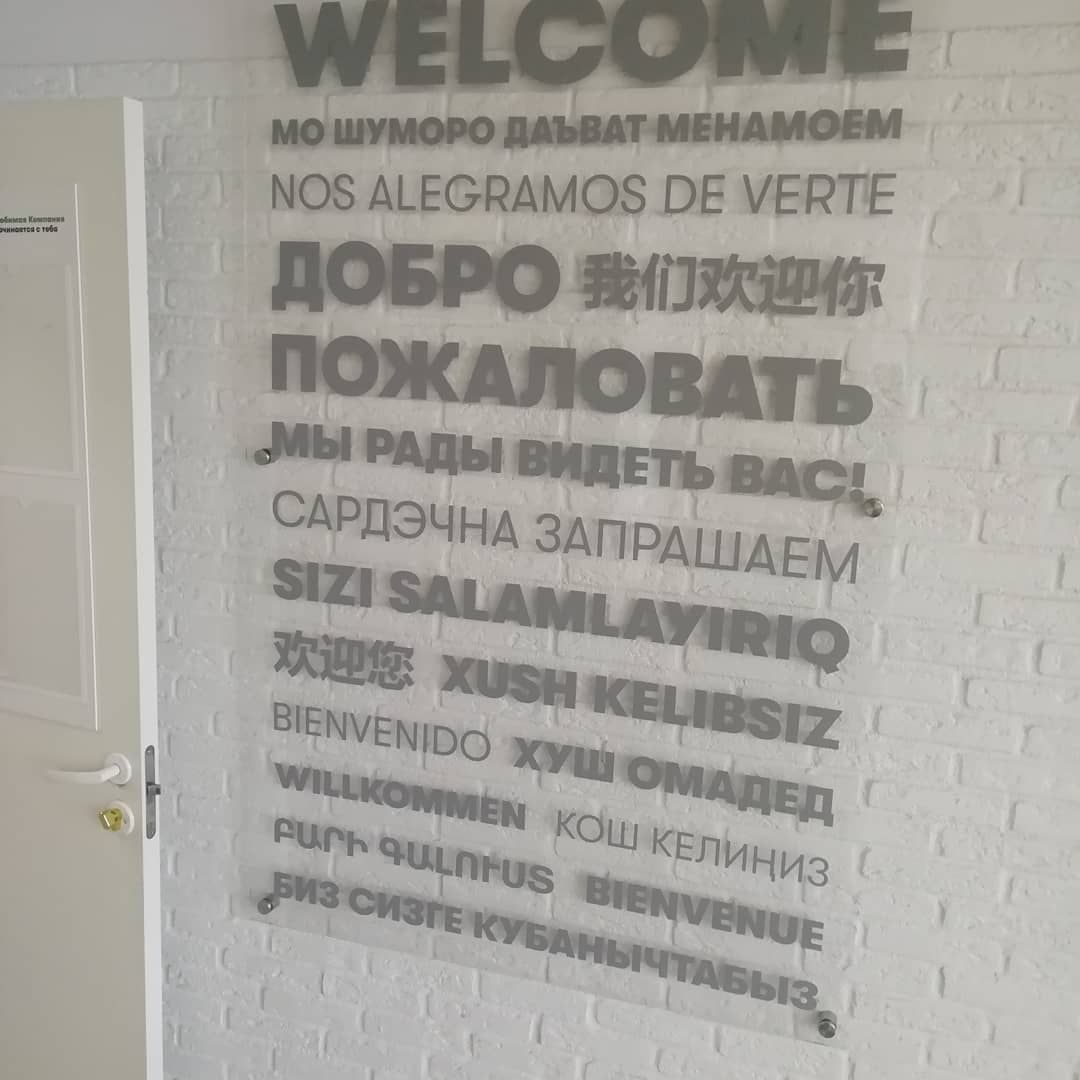 WELCOME
МО ШУМОРО ДАЪВАТ МЕНАМОЕМ
NOS ALEGRAMOS DE VERTE
ДОБРО 我们欢迎你
ПОЖАЛОВАТЬ
МЫ РАДЫ ВИДЕТЬ ВАС!
САРДЭЧНА ЗАПРАШАЕМ
SIZI SALAMLAYIRIQ
欢迎您 XUSH KELIBSIZ
BIENVENIDO ХУШ ОМАДЕД
WILLKOMMEN КОШ КЕЛИҢИЗ
ԲԱՐԻ ԳԱԼՈՒՍՏ BIENVENUE
БИЗ СИЗГЕ КУБАНЫЧТАБЫЗ
Компания
с тебя